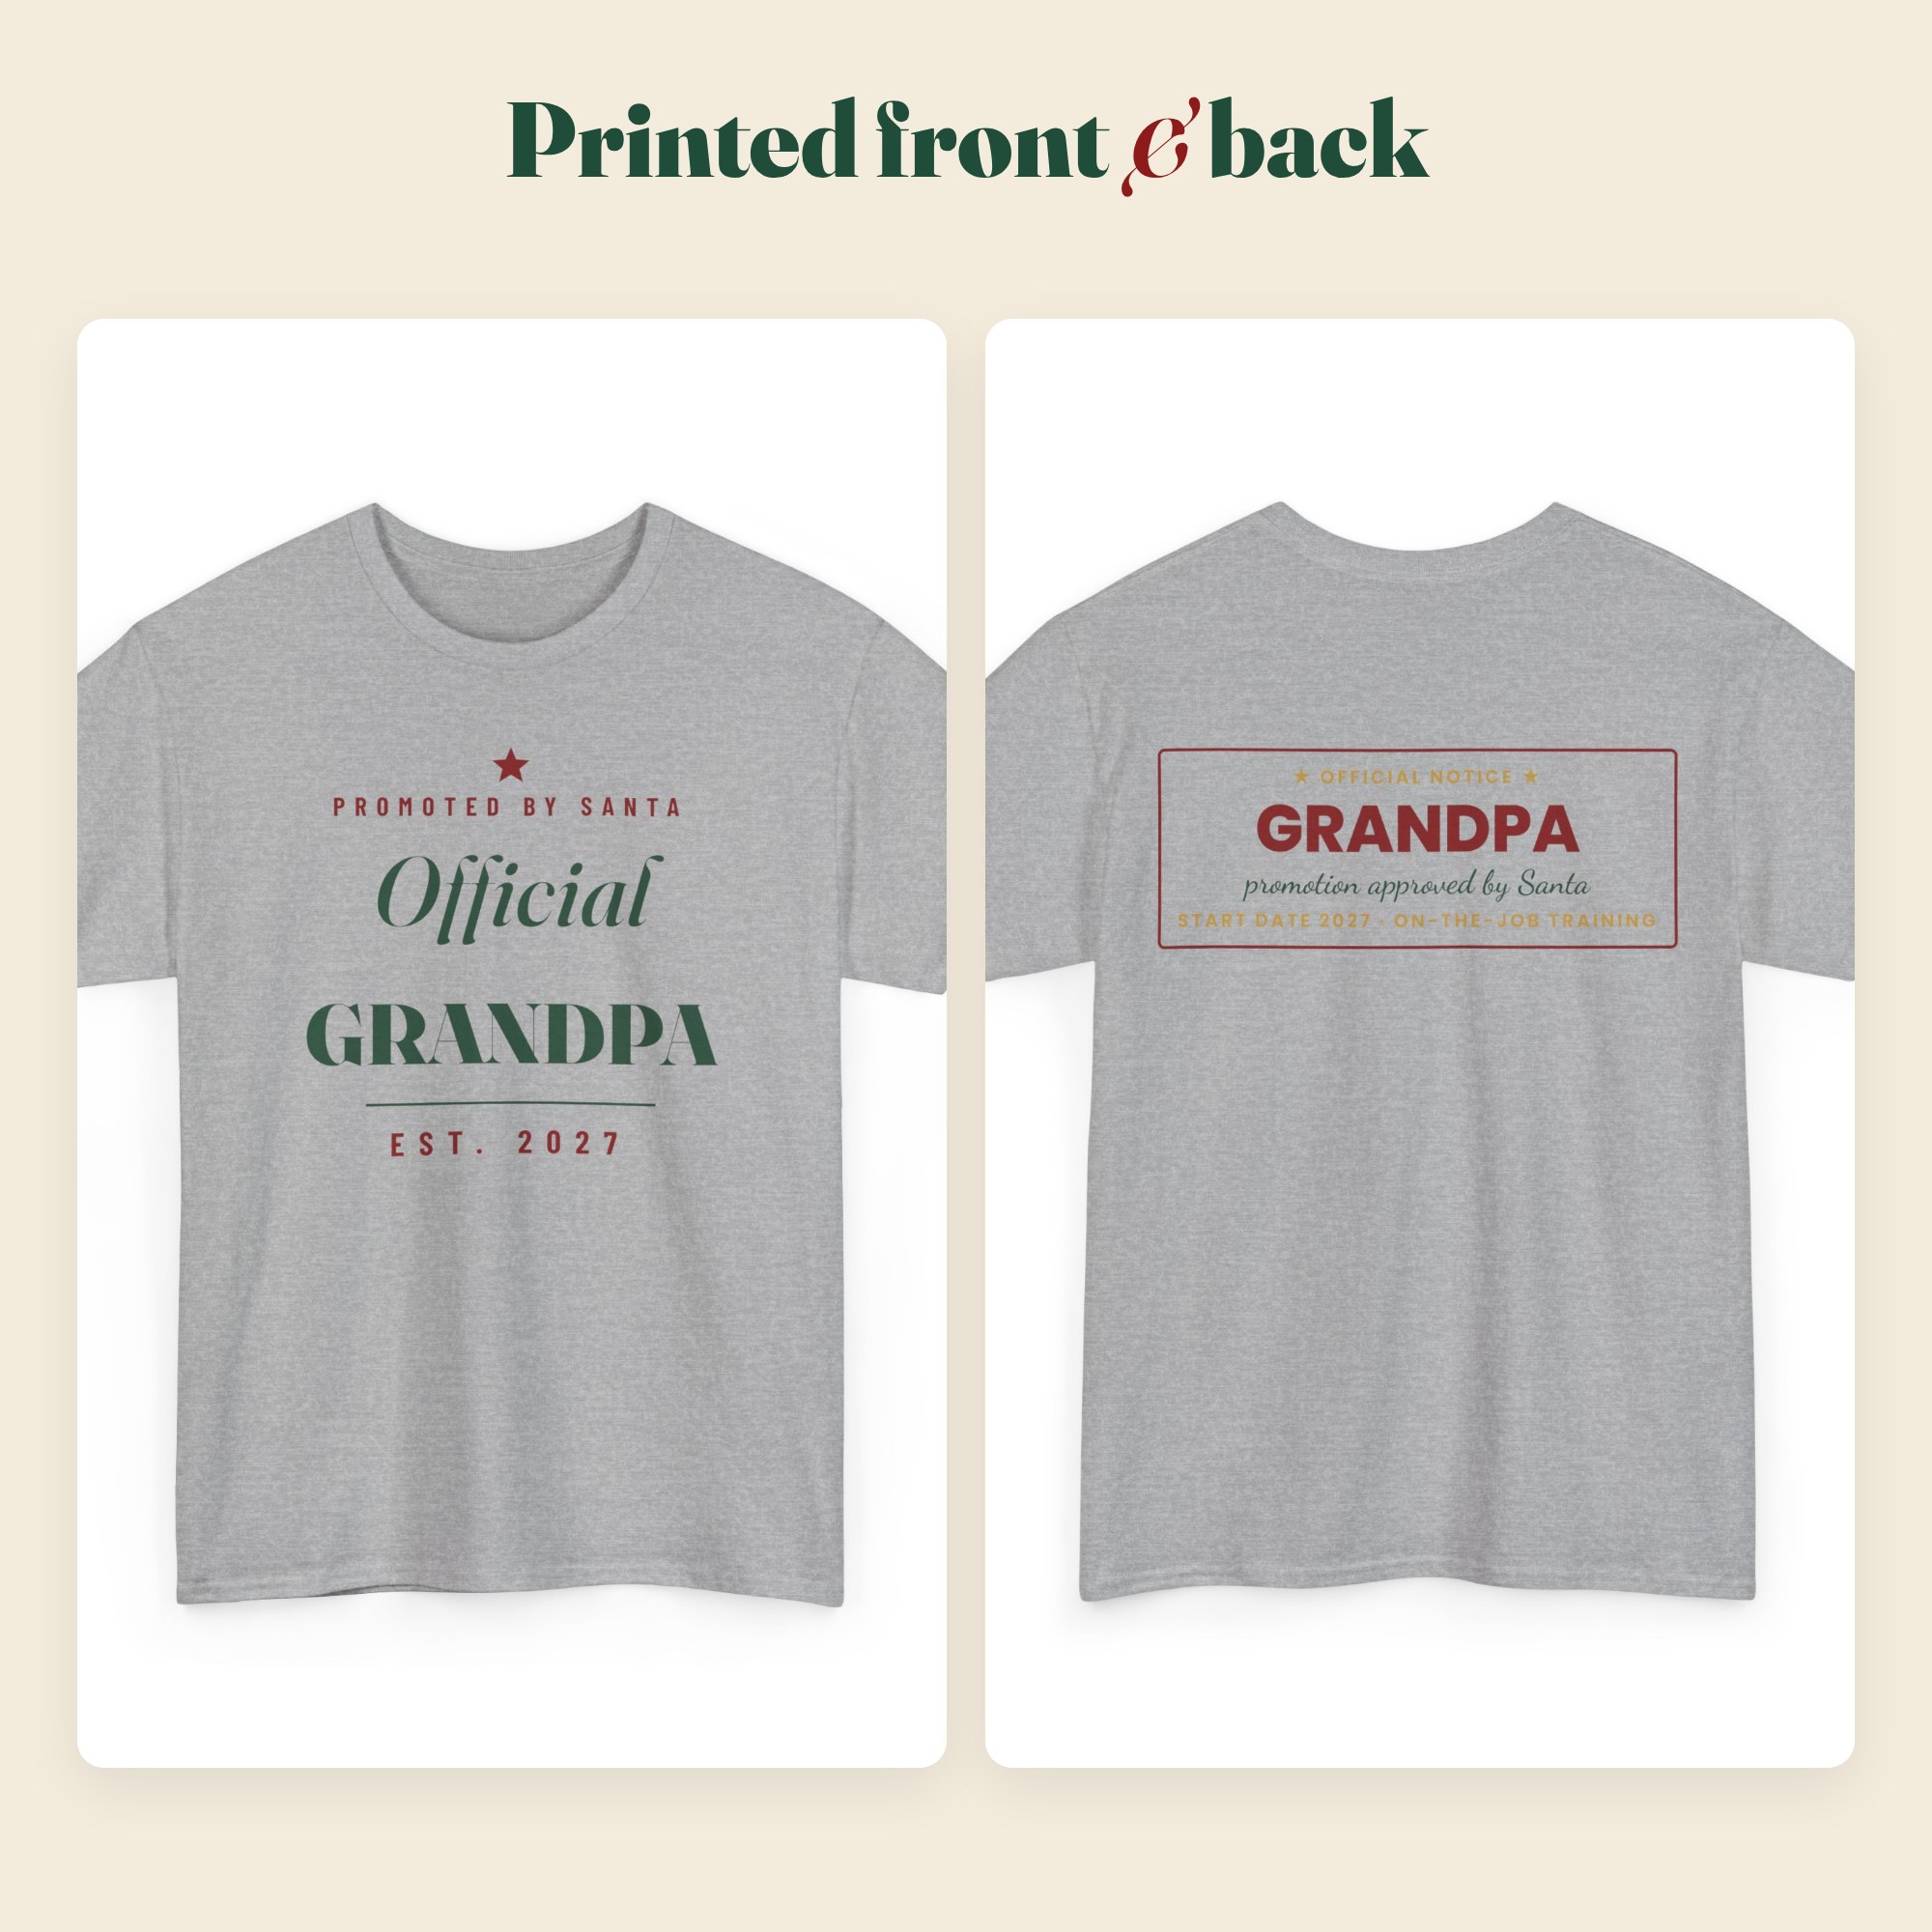 Printed front & back
PROMOTED BY SANTA
Official
GRANDPA
EST. 2027
★ OFFICIAL NOTICE ★
GRANDPA
promotion approved by Santa
START DATE 2027 · ON-THE-JOB TRAINING